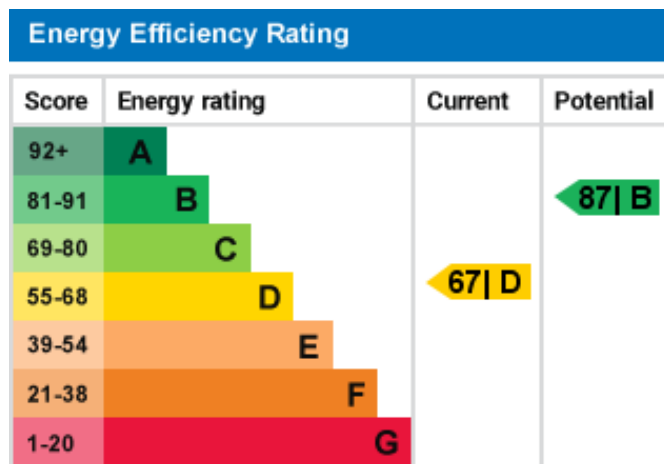 Energy Efficiency Rating
Score Energy rating Current Potential
92+ A
81-91 B 87| B
69-80 C
55-68 D 67| D
39-54 E
21-38 F
1-20 G